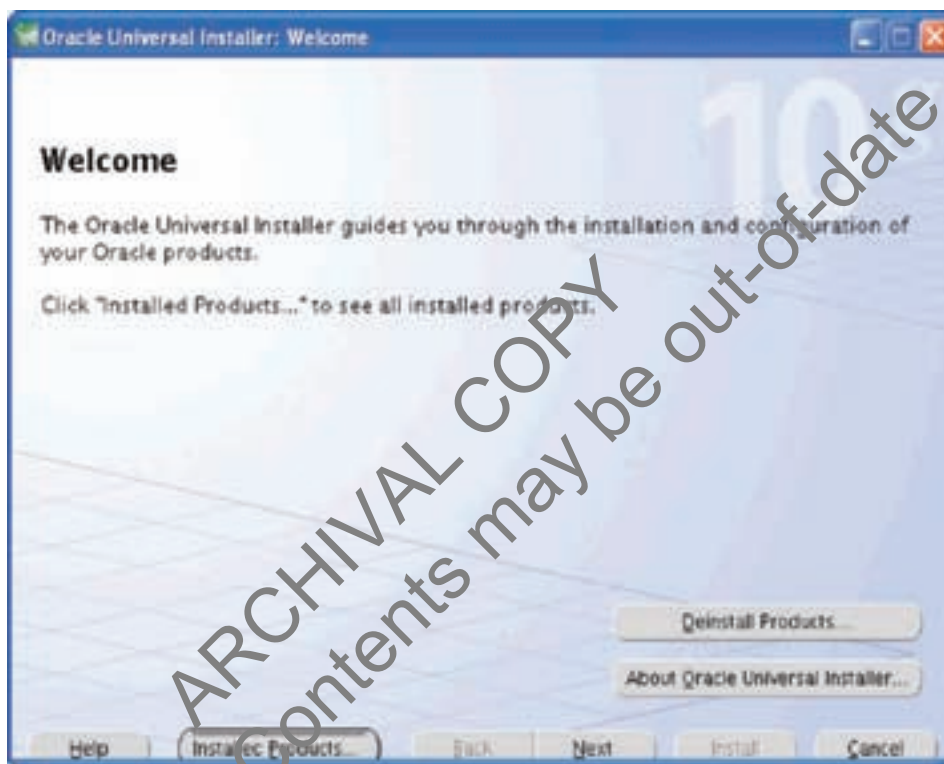 Oracle Universal Installer: Welcome
10g
Welcome
The Oracle Universal Installer guides you through the installation and configuration of
your Oracle products.
Click "Installed Products..." to see all installed products.
ARCHIVAL COPY
Contents may be out-of-date
Deinstall Products...
About Oracle Universal Installer...
Help
Installed Products...
Back
Next
Install
Cancel